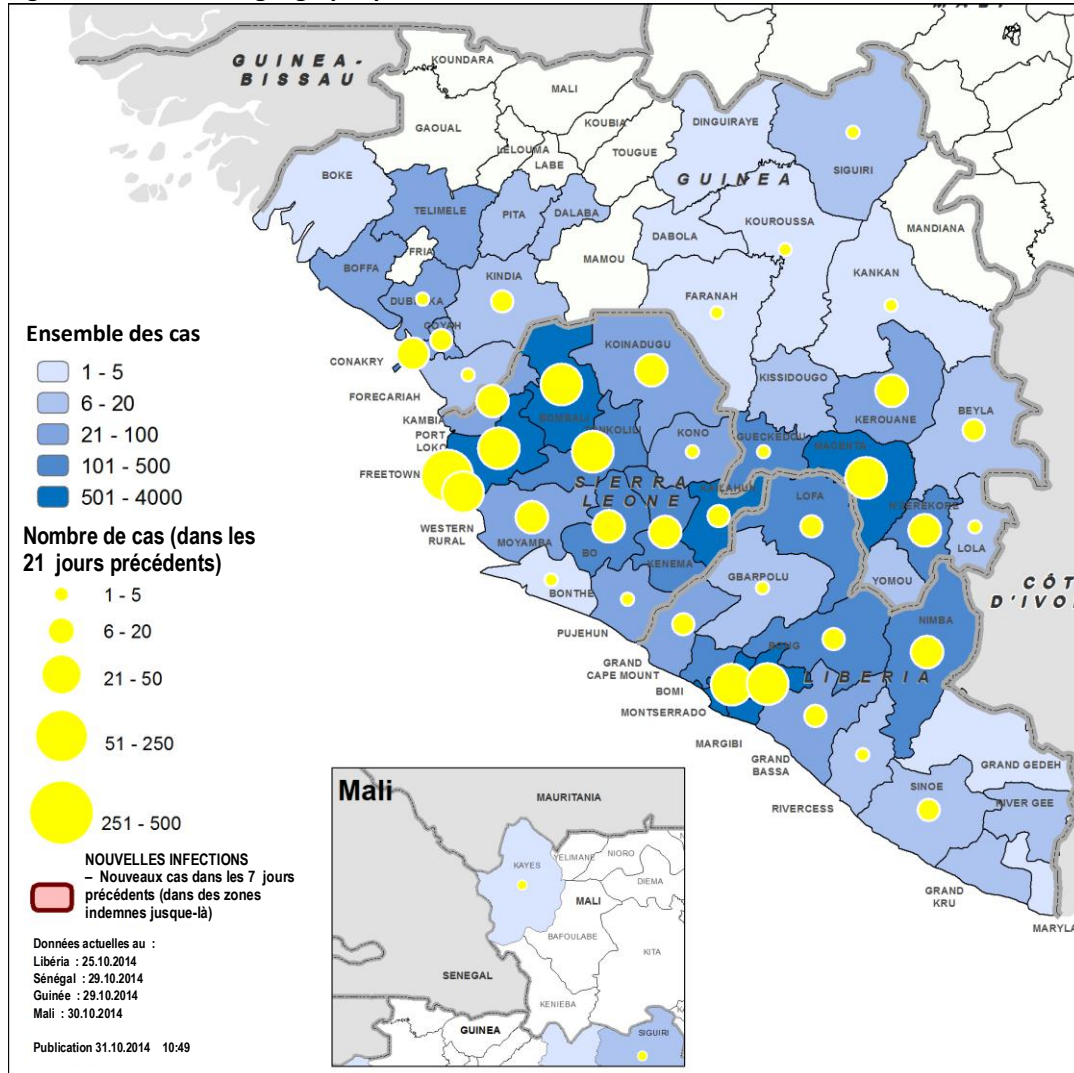 GUINEA-
BISSAU
KOUNDARA
MALI
GAOUAL
KOUBIA
LELOUMA
LABE
TOUGUE
DINGUIRAYE
SIGUIRI
GUINEA
BOKE
TELIMELE
PITA
DALABA
FRIA
BOFFA
KINDIA
MAMOU
DABOLA
KOUROUSSA
MANDIANA
KANKAN
FARANAH
COYAH
CONAKRY
FORECARIAH
KAMBIA
PORT
LOKO
FREETOWN
WESTERN
RURAL
KOINADUGU
KISSIDOUGO
KEROUANE
BEYLA
BOMBALI
KONO
GUECKEDOU
MACENTA
SIERRA
LEONE
LOFA
LOLA
YOMOU
MOYAMBA
BO
KENEMA
BONTHE
PUJEHUN
GBARPOLU
CÔT
D'IVO
NIMBA
GRAND
CAPE MOUNT
BONG
LIBERIA
BOMI
MONTSERRADO
MARGIBI
GRAND
BASSA
RIVERCESS
GRAND GEDEH
SINOE
RIVER GEE
GRAND
KRU
MARYLA
Ensemble des cas
1 - 5
6 - 20
21 - 100
101 - 500
501 - 4000
Nombre de cas (dans les
21 jours précédents)
1 - 5
6 - 20
21 - 50
51 - 250
251 - 500
NOUVELLES INFECTIONS
– Nouveaux cas dans les 7 jours
précédents (dans des zones
indemnes jusque-là)
Données actuelles au :
Libéria : 25.10.2014
Sénégal : 29.10.2014
Guinée : 29.10.2014
Mali : 30.10.2014
Publication 31.10.2014 10:49
Mali
MAURITANIA
KAYES
YELIMANE
NIORO
DIEMA
MALI
BAFOULABE
KITA
SENEGAL
KENIEBA
GUINEA
SIGUIRI